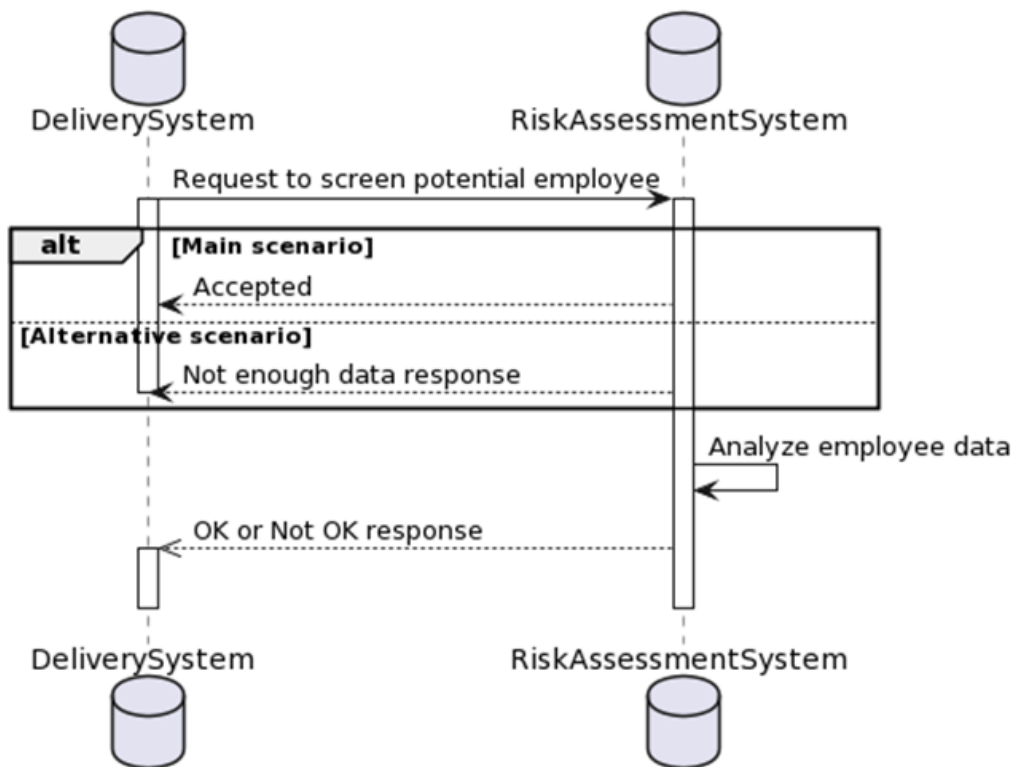 DeliverySystem
RiskAssessmentSystem
Request to screen potential employee
alt
[Main scenario]
Accepted
[Alternative scenario]
Not enough data response
Analyze employee data
OK or Not OK response
DeliverySystem
RiskAssessmentSystem